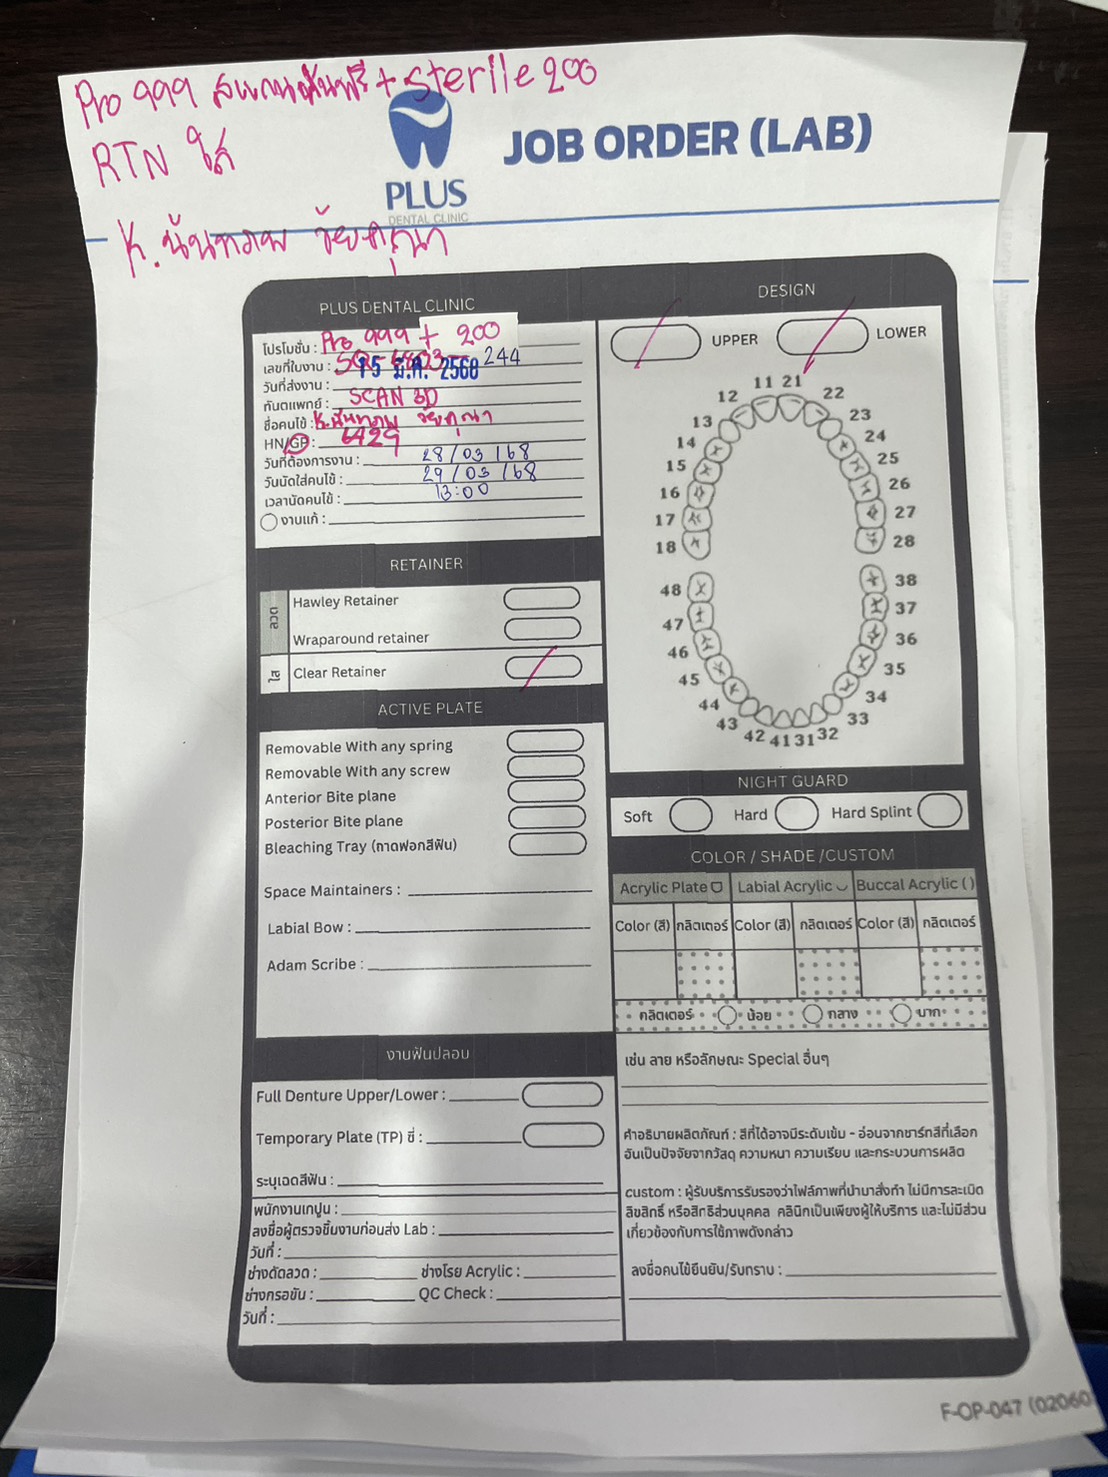 Pro 999 สแกนฟันฟรี + Sterile 200
RTN ใส
PLUS
DENTAL CLINIC
JOB ORDER (LAB)
K.นันทภพ ชัยคุณา
PLUS DENTAL CLINIC
โปรโมชั่น : Pro 999 + 200
เลขที่ใบงาน : 244
วันที่ส่งงาน : 15 มี.ค. 2568
ทันตแพทย์ : SCAN 3D
ชื่อคนไข้ : K.นันทภพ ชัยคุณา
HN/GP : 6429
วันที่ต้องการงาน : 28/03/68
วันนัดใส่คนไข้ : 29/03/68
เวลานัดคนไข้ : 13:00
งานแก้ :
RETAINER
ลวด
Hawley Retainer
Wraparound retainer
ใส
Clear Retainer
ACTIVE PLATE
Removable With any spring
Removable With any screw
Anterior Bite plane
Posterior Bite plane
Bleaching Tray (ถาดฟอกสีฟัน)
Space Maintainers :
Labial Bow :
Adam Scribe :
งานฟันปลอม
Full Denture Upper/Lower :
Temporary Plate (TP) ซี่ :
ระบุเฉดสีฟัน :
พนักงานเทปูน :
ลงชื่อผู้ตรวจชิ้นงานก่อนส่ง Lab :
วันที่ :
ช่างดัดลวด : ช่างโรย Acrylic :
ช่างกรอขัน : QC Check :
วันที่ :
DESIGN
UPPER LOWER
11 21
12 22
13 23
14 24
15 25
16 26
17 27
18 28
48 38
47 37
46 36
45 35
44 34
43 33
42 41 31 32
NIGHT GUARD
Soft Hard Hard Splint
COLOR / SHADE /CUSTOM
Acrylic Plate Labial Acrylic Buccal Acrylic ( )
Color (สี) กลิตเตอร์ Color (สี) กลิตเตอร์ Color (สี) กลิตเตอร์
กลิตเตอร์ น้อย กลาง มาก
เช่น ลาย หรือลักษณะ Special อื่นๆ
คำอธิบายผลิตภัณฑ์ : สีที่ได้อาจมีระดับเข้ม - อ่อนจากชาร์ทสีที่เลือก
อันเป็นปัจจัยจากวัสดุ ความหนา ความเรียบ และกระบวนการผลิต
custom : ผู้รับบริการรับรองว่าไฟล์ภาพที่นำมาสั่งทำ ไม่มีการละเมิด
ลิขสิทธิ์ หรือสิทธิส่วนบุคคล คลินิกเป็นเพียงผู้ให้บริการ และไม่มีส่วน
เกี่ยวข้องกับการใช้ภาพดังกล่าว
ลงชื่อคนไข้ยืนยัน/รับทราบ :
F-OP-047 (02060